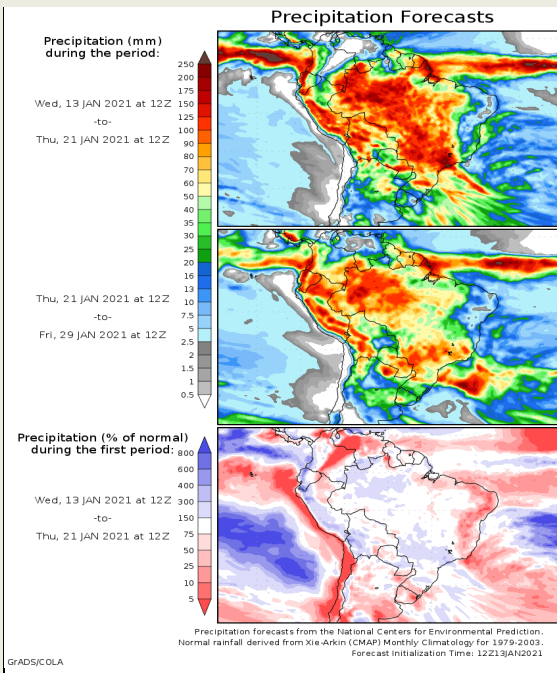 Precipitation Forecasts
Precipitation (mm)
during the period:
Wed, 13 JAN 2021 at 12Z
-to-
Thu, 21 JAN 2021 at 12Z
250
200
175
150
125
100
90
80
70
60
50
40
35
30
25
20
16
13
10
7.5
5
2.5
2
1.5
1
0.5
Thu, 21 JAN 2021 at 12Z
-to-
Fri, 29 JAN 2021 at 12Z
Precipitation (% of normal)
during the first period:
Wed, 13 JAN 2021 at 12Z
-to-
Thu, 21 JAN 2021 at 12Z
800
600
400
300
150
75
50
25
10
5
Precipitation forecasts from the National Centers for Environmental Prediction.
Normal rainfall derived from Xie-Arkin (CMAP) Monthly Climatology for 1979-2003.
Forecast Initialization Time: 12Z13JAN2021
GrADS/COLA